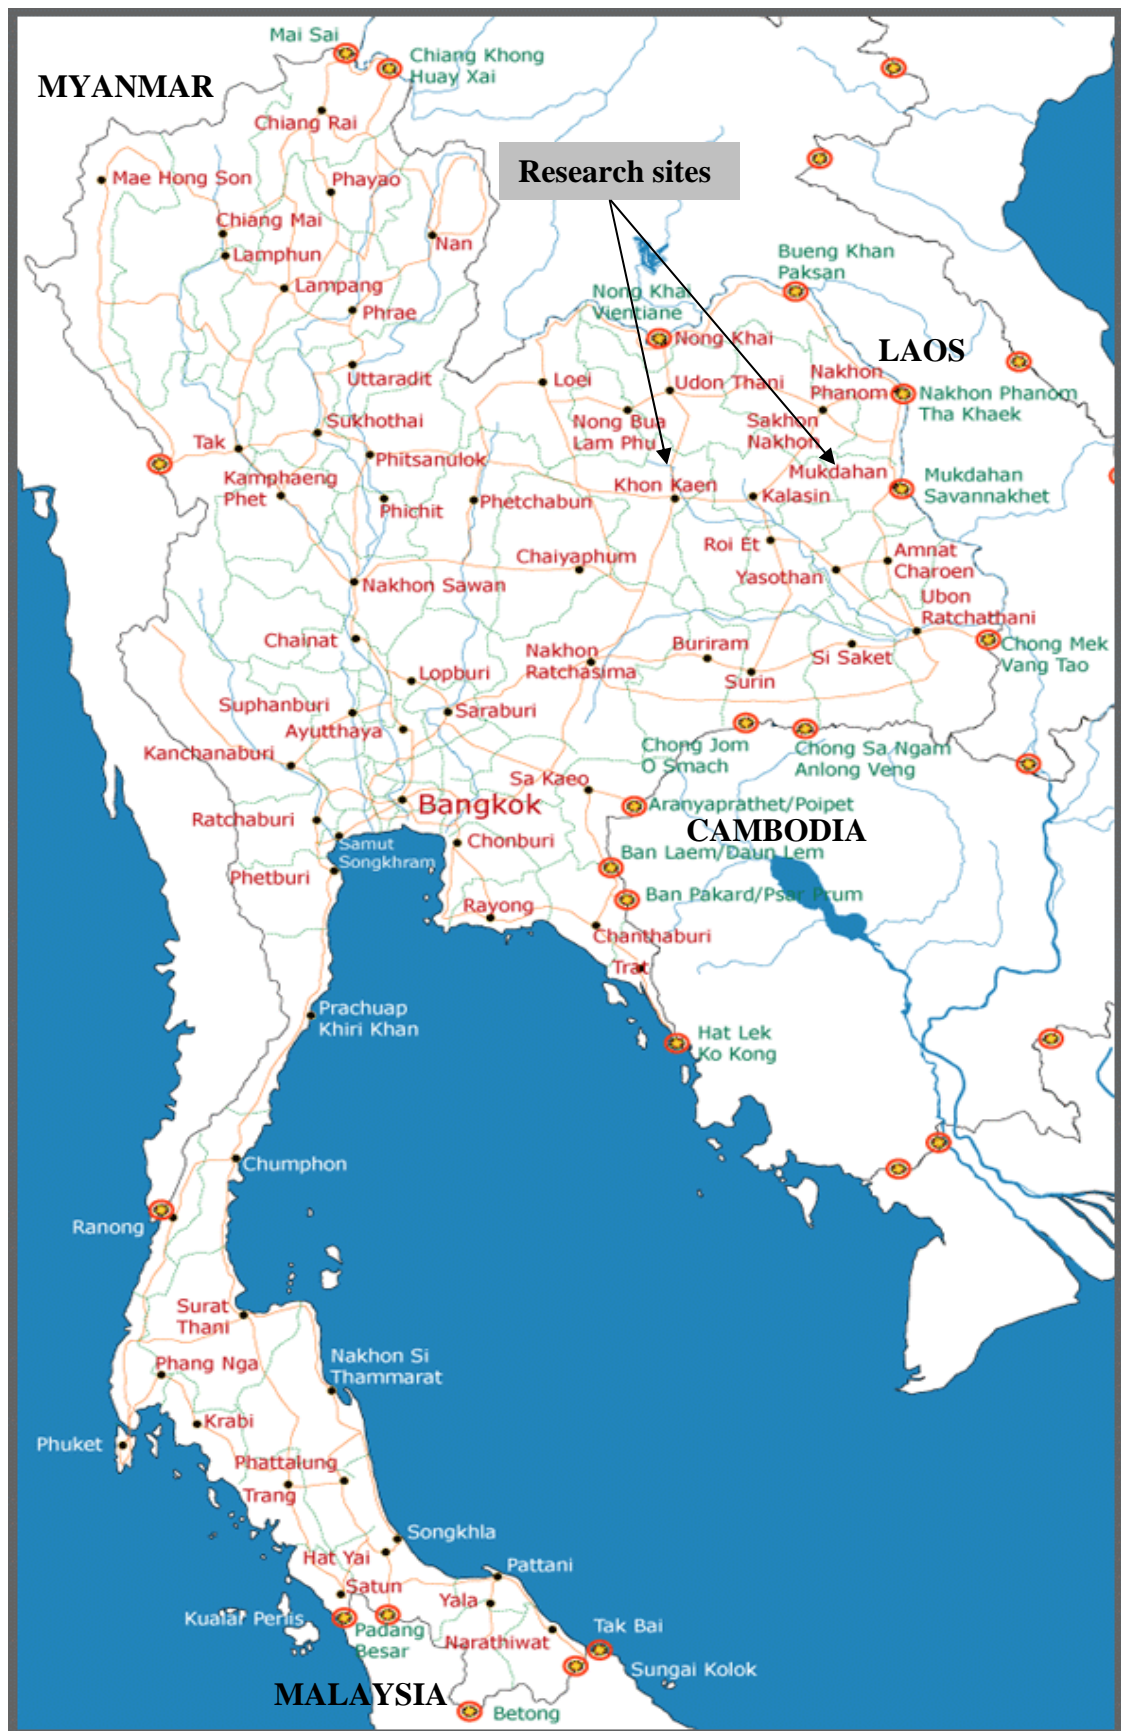 Mai Sai
Chiang Khong
Huay Xai
MYANMAR
Chiang Rai
Research sites
Mae Hong Son
Phayao
Chiang Mai
Lamphun
Nan
Bueng Khan
Paksan
Lampang
Nong Khai
Vientiane
Phrae
Nong Khai
LAOS
Uttaradit
Loei
Udon Thani
Nakhon
Phanom
Nakhon Phanom
Tha Khaek
Sukhothai
Nong Bua
Lam Phu
Sakhon
Nakhon
Tak
Phitsanulok
Kamphaeng
Phet
Mukdahan
Mukdahan
Savannakhet
Khon Kaen
Kalasin
Phetchabun
Phichit
Roi Et
Chaiyaphum
Amnat
Charoen
Yasothan
Nakhon Sawan
Ubon
Ratchathani
Chainat
Buriram
Chong Mek
Vang Tao
Nakhon
Ratchasima
Si Saket
Lopburi
Surin
Suphanburi
Saraburi
Ayutthaya
Kanchanaburi
Chong Jom
O Smach
Chong Sa Ngam
Anlong Veng
Sa Kaeo
Bangkok
Aranyaprathet/Poipet
Ratchaburi
CAMBODIA
Samut
Songkhram
Chonburi
Ban Laem/Daun Lem
Phetburi
Ban Pakard/Psar Prum
Rayong
Chanthaburi
Trat
Prachuap
Khiri Khan
Hat Lek
Ko Kong
Chumphon
Ranong
Surat
Thani
Nakhon Si
Thammarat
Phang Nga
Krabi
Phuket
Phattalung
Trang
Songkhla
Hat Yai
Pattani
Satun
Yala
Kualar Perlis
Padang
Besar
Tak Bai
Narathiwat
Sungai Kolok
MALAYSIA
Betong